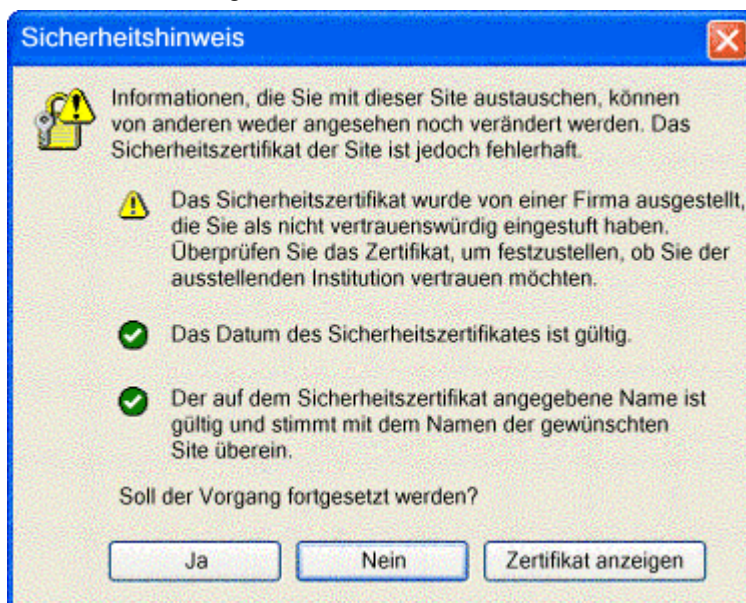 Sicherheitshinweis
Informationen, die Sie mit dieser Site austauschen, können
von anderen weder angesehen noch verändert werden. Das
Sicherheitszertifikat der Site ist jedoch fehlerhaft.
Das Sicherheitszertifikat wurde von einer Firma ausgestellt,
die Sie als nicht vertrauenswürdig eingestuft haben.
Überprüfen Sie das Zertifikat, um festzustellen, ob Sie der
ausstellenden Institution vertrauen möchten.
Das Datum des Sicherheitszertifikates ist gültig.
Der auf dem Sicherheitszertifikat angegebene Name ist
gültig und stimmt mit dem Namen der gewünschten
Site überein.
Soll der Vorgang fortgesetzt werden?
Ja Nein Zertifikat anzeigen